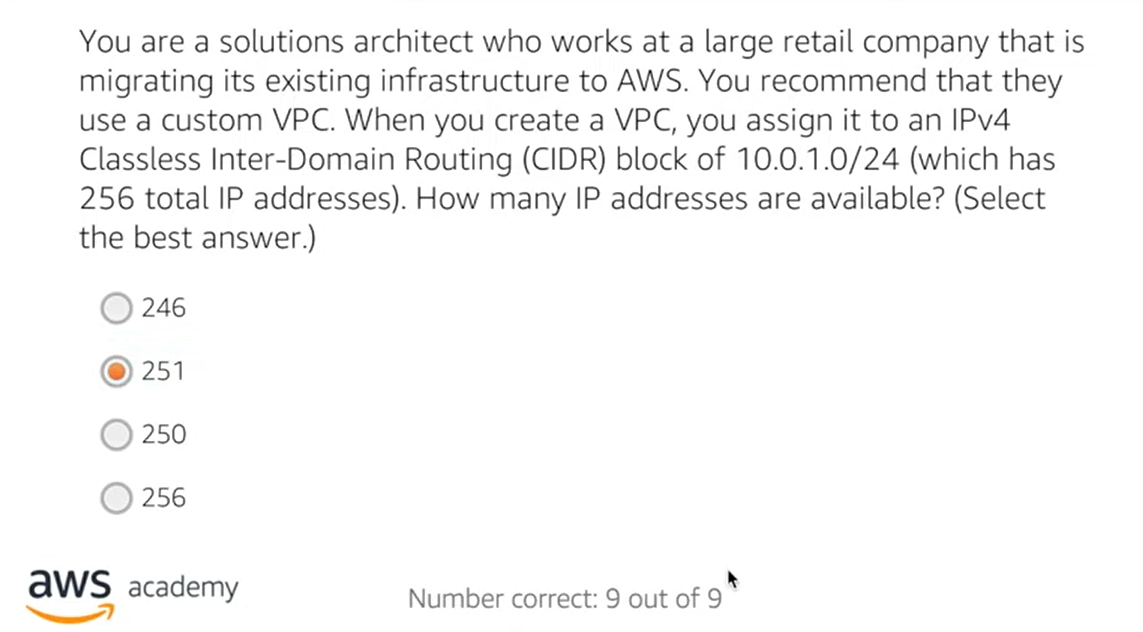 You are a solutions architect who works at a large retail company that is
migrating its existing infrastructure to AWS. You recommend that they
use a custom VPC. When you create a VPC, you assign it to an IPv4
Classless Inter-Domain Routing (CIDR) block of 10.0.1.0/24 (which has
256 total IP addresses). How many IP addresses are available? (Select
the best answer.)
246
251
250
256
aws academy
Number correct: 9 out of 9